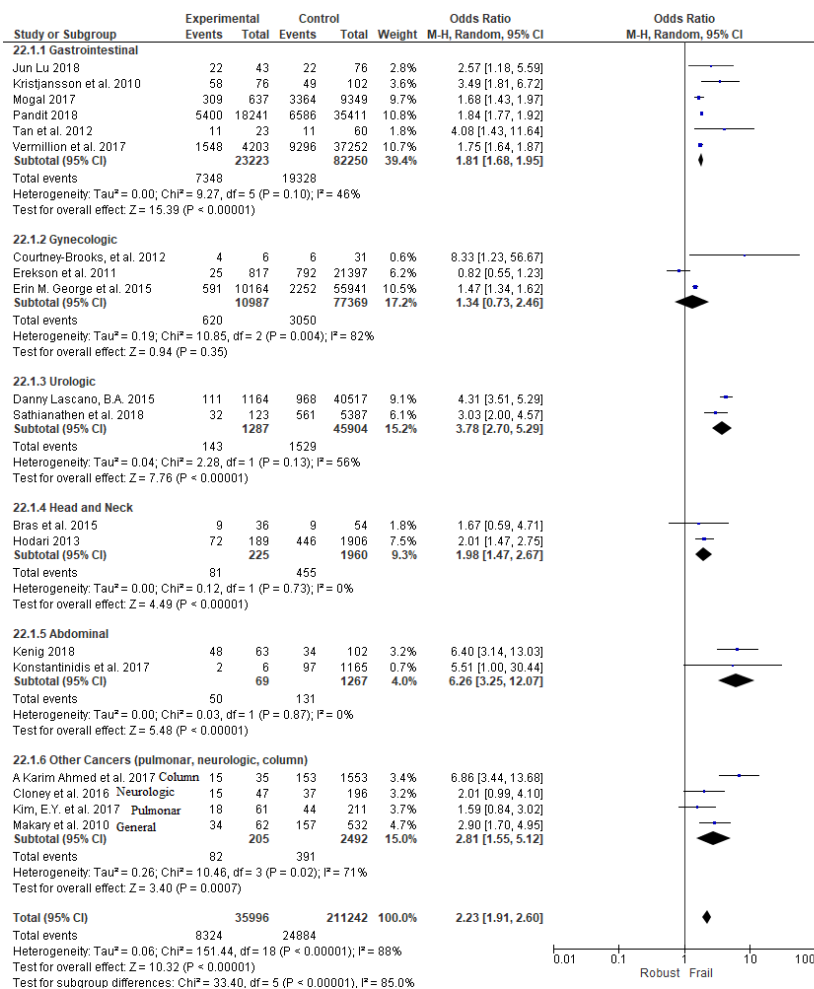 Experimental Control Odds Ratio Odds Ratio
Study or Subgroup Events Total Events Total Weight M-H, Random, 95% CI M-H, Random, 95% CI
22.1.1 Gastrointestinal
Jun Lu 2018 22 43 22 76 2.8% 2.57 [1.18, 5.59]
Kristjansson et al. 2010 58 76 49 102 3.6% 3.49 [1.81, 6.72]
Mogal 2017 309 637 3364 9349 9.7% 1.68 [1.43, 1.97]
Pandit 2018 5400 18241 6586 35411 10.8% 1.84 [1.77, 1.92]
Tan et al. 2012 11 23 11 60 1.8% 4.08 [1.43, 11.64]
Vermillion et al. 2017 1548 4203 9296 37252 10.7% 1.75 [1.64, 1.87]
Subtotal (95% CI) 23223 82250 39.4% 1.81 [1.68, 1.95]
Total events 7348 19328
Heterogeneity: Tau² = 0.00; Chi² = 9.27, df = 5 (P = 0.10); I² = 46%
Test for overall effect: Z = 15.39 (P < 0.00001)
22.1.2 Gynecologic
Courtney-Brooks, et al. 2012 4 6 6 31 0.6% 8.33 [1.23, 56.67]
Erekson et al. 2011 25 817 792 21397 6.2% 0.82 [0.55, 1.23]
Erin M. George et al. 2015 591 10164 2252 55941 10.5% 1.47 [1.34, 1.62]
Subtotal (95% CI) 10987 77369 17.2% 1.34 [0.73, 2.46]
Total events 620 3050
Heterogeneity: Tau² = 0.19; Chi² = 10.85, df = 2 (P = 0.004); I² = 82%
Test for overall effect: Z = 0.94 (P = 0.35)
22.1.3 Urologic
Danny Lascano, B.A. 2015 111 1164 968 40517 9.1% 4.31 [3.51, 5.29]
Sathianathen et al. 2018 32 123 561 5387 6.1% 3.03 [2.00, 4.57]
Subtotal (95% CI) 1287 45904 15.2% 3.78 [2.70, 5.29]
Total events 143 1529
Heterogeneity: Tau² = 0.04; Chi² = 2.28, df = 1 (P = 0.13); I² = 56%
Test for overall effect: Z = 7.76 (P < 0.00001)
22.1.4 Head and Neck
Bras et al. 2015 9 36 9 54 1.8% 1.67 [0.59, 4.71]
Hodari 2013 72 189 446 1906 7.5% 2.01 [1.47, 2.75]
Subtotal (95% CI) 225 1960 9.3% 1.98 [1.47, 2.67]
Total events 81 455
Heterogeneity: Tau² = 0.00; Chi² = 0.12, df = 1 (P = 0.73); I² = 0%
Test for overall effect: Z = 4.49 (P < 0.00001)
22.1.5 Abdominal
Kenig 2018 48 63 34 102 3.2% 6.40 [3.14, 13.03]
Konstantinidis et al. 2017 2 6 97 1165 0.7% 5.51 [1.00, 30.44]
Subtotal (95% CI) 69 1267 4.0% 6.26 [3.25, 12.07]
Total events 50 131
Heterogeneity: Tau² = 0.00; Chi² = 0.03, df = 1 (P = 0.87); I² = 0%
Test for overall effect: Z = 5.48 (P < 0.00001)
22.1.6 Other Cancers (pulmonar, neurologic, column)
A Karim Ahmed et al. 2017 Column 15 35 153 1553 3.4% 6.86 [3.44, 13.68]
Cloney et al. 2016 Neurologic 15 47 37 196 3.4% 2.01 [0.99, 4.10]
Kim, E.Y. et al. 2017 Pulmonar 18 61 44 211 3.8% 1.59 [0.84, 3.02]
Makary et al. 2010 General 34 62 157 532 4.7% 2.90 [1.70, 4.95]
Subtotal (95% CI) 205 2492 15.0% 2.81 [1.55, 5.12]
Total events 82 391
Heterogeneity: Tau² = 0.26; Chi² = 10.46, df = 3 (P = 0.02); I² = 71%
Test for overall effect: Z = 3.40 (P = 0.0007)
Total (95% CI) 35996 211242 100.0% 2.23 [1.91, 2.60]
Total events 8324 24884
Heterogeneity: Tau² = 0.06; Chi² = 151.44, df = 18 (P < 0.00001); I² = 88%
Test for overall effect: Z = 10.32 (P < 0.00001)
Test for subgroup differences: Chi² = 33.40, df = 5 (P < 0.00001), I² = 85.0%
0.01 0.1 1 10 100
Robust Frail